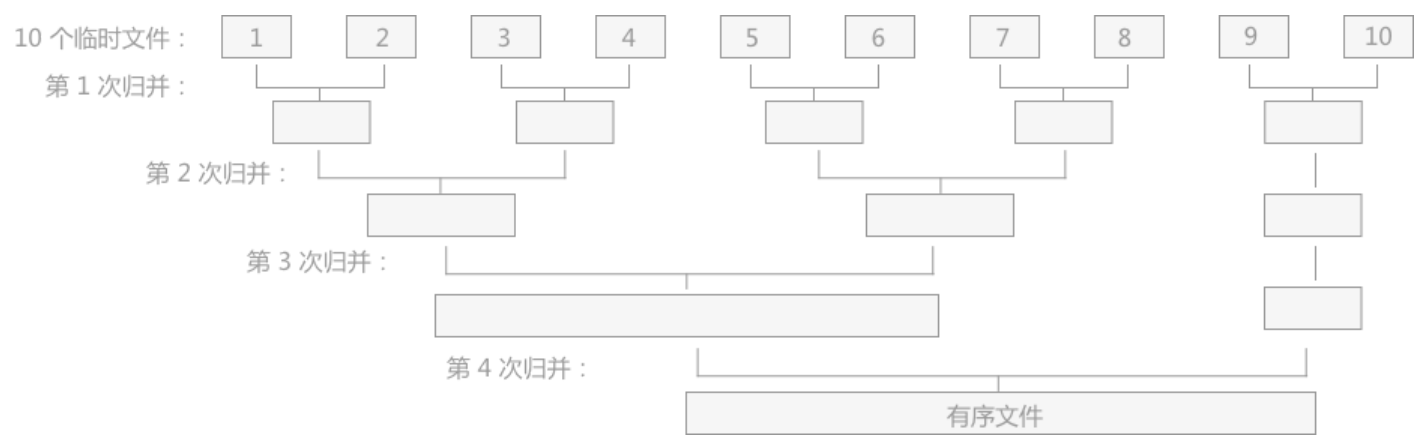 10 个临时文件： 1 2 3 4 5 6 7 8 9 10
第 1 次归并：
第 2 次归并：
第 3 次归并：
第 4 次归并：
有序文件